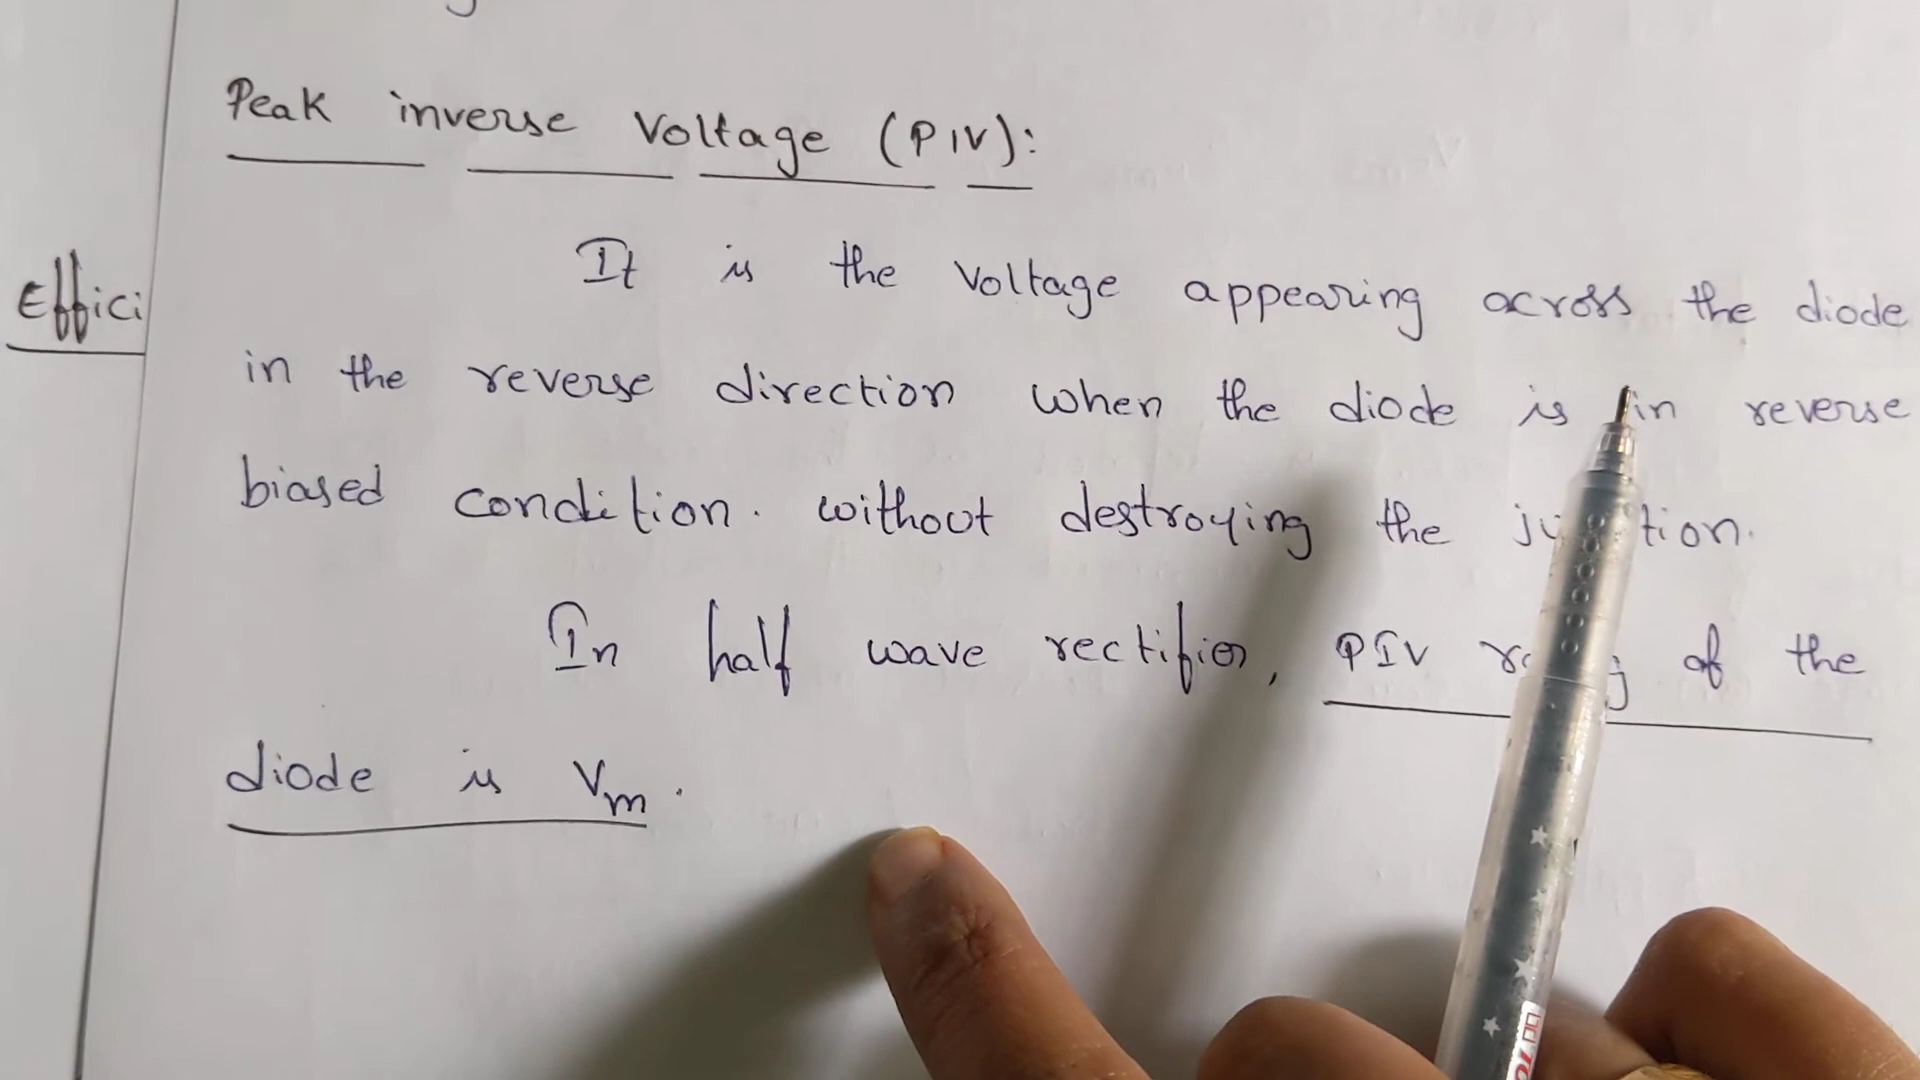 Peak inverse Voltage (PIV):
It is the Voltage appearing across the diode
Effici
in the reverse direction when the diode is in reverse
biased condition. without destroying the
In half wave rectifier, PIV of the
diode is Vm.